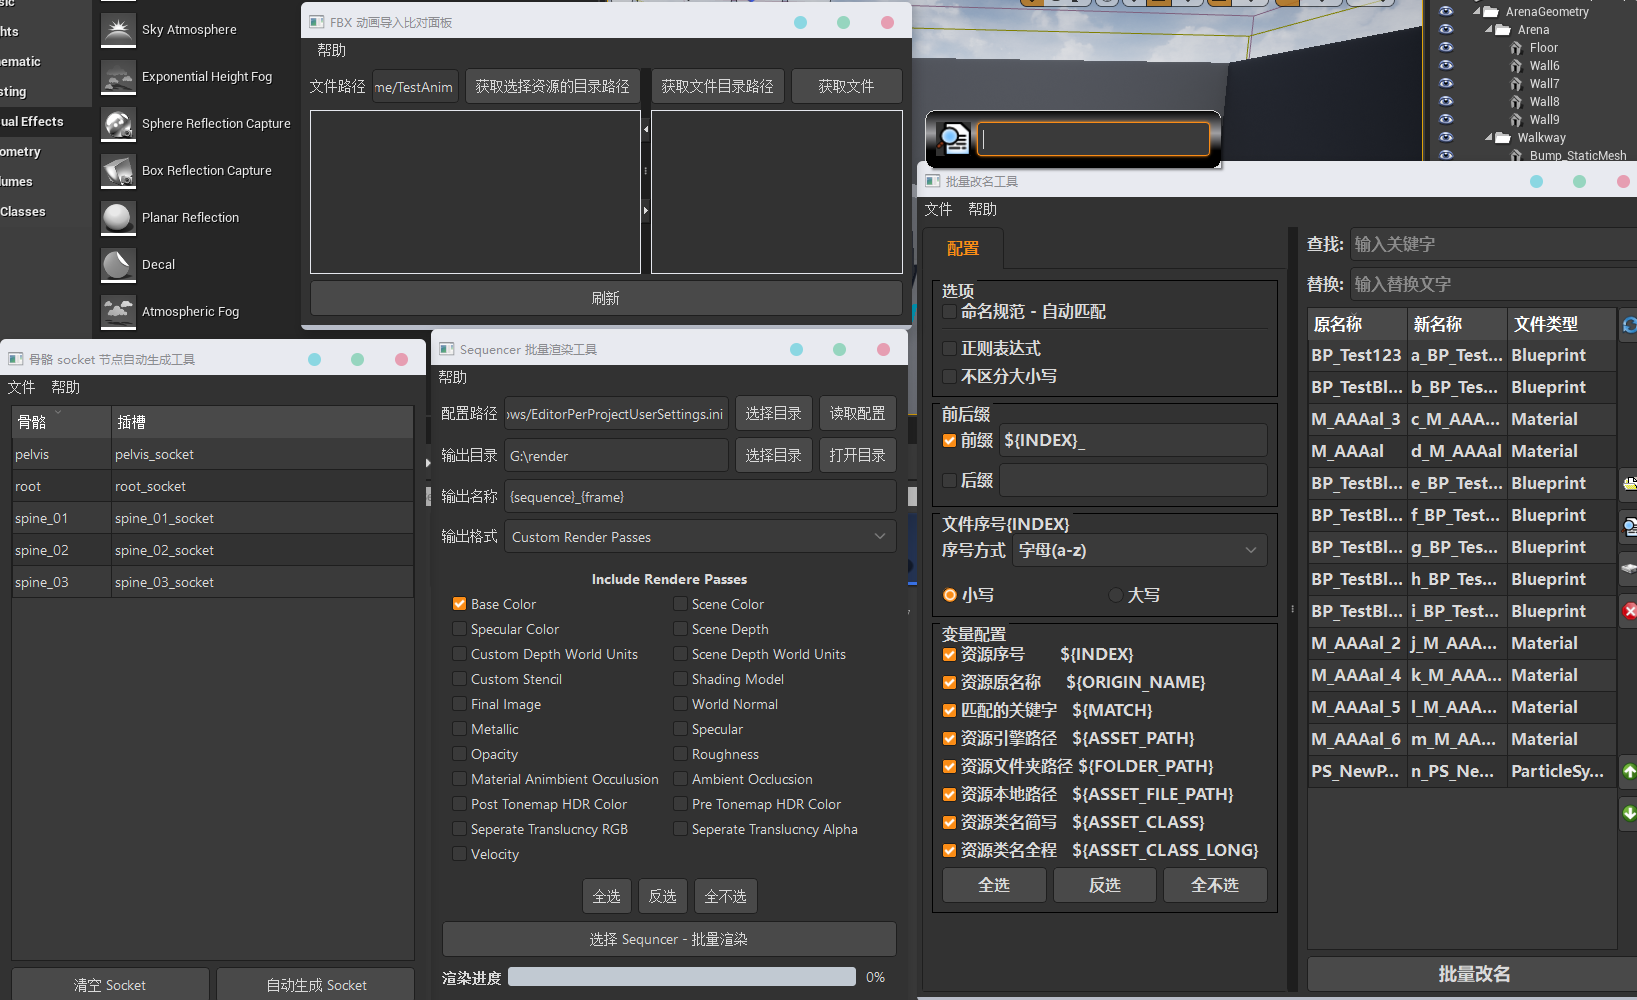 sic
hts
nematic
sting
ual Effects
ometry
umes
Classes
Sky Atmosphere
Exponential Height Fog
Sphere Reflection Capture
Box Reflection Capture
Planar Reflection
Decal
Atmospheric Fog
FBX 动画导入比对面板
帮助
文件路径 me/TestAnim 获取选择资源的目录路径 获取文件目录路径 获取文件
刷新
ArenaGeometry
Arena
Floor
Wall6
Wall7
Wall8
Wall9
Walkway
Bump_StaticMesh
骨骼 socket 节点自动生成工具
文件 帮助
骨骼 插槽
pelvis pelvis_socket
root root_socket
spine_01 spine_01_socket
spine_02 spine_02_socket
spine_03 spine_03_socket
清空 Socket 自动生成 Socket
Sequencer 批量渲染工具
帮助
配置路径 ows/EditorPerProjectUserSettings.ini 选择目录 读取配置
输出目录 G:\render 选择目录 打开目录
输出名称 {sequence}_{frame}
输出格式 Custom Render Passes
Include Rendere Passes
Base Color Scene Color
Specular Color Scene Depth
Custom Depth World Units Scene Depth World Units
Custom Stencil Shading Model
Final Image World Normal
Metallic Specular
Opacity Roughness
Material Animbient Occulusion Ambient Occlucsion
Post Tonemap HDR Color Pre Tonemap HDR Color
Seperate Translucncy RGB Seperate Translucncy Alpha
Velocity
全选 反选 全不选
选择 Sequncer - 批量渲染
渲染进度 0%
批量改名工具
文件 帮助
配置
选项
命名规范 - 自动匹配
正则表达式
不区分大小写
前后缀
前缀 ${INDEX}_
后缀
文件序号{INDEX}
序号方式 字母(a-z)
小写 大写
变量配置
资源序号 ${INDEX}
资源原名称 ${ORIGIN_NAME}
匹配的关键字 ${MATCH}
资源引擎路径 ${ASSET_PATH}
资源文件夹路径 ${FOLDER_PATH}
资源本地路径 ${ASSET_FILE_PATH}
资源类名简写 ${ASSET_CLASS}
资源类名全程 ${ASSET_CLASS_LONG}
全选 反选 全不选
查找: 输入关键字
替换: 输入替换文字
原名称 新名称 文件类型
BP_Test123 a_BP_Test... Blueprint
BP_TestBl... b_BP_Tes... Blueprint
M_AAAal_3 c_M_AAA... Material
M_AAAal d_M_AAAal Material
BP_TestBl... e_BP_Test... Blueprint
BP_TestBl... f_BP_Test... Blueprint
BP_TestBl... g_BP_Tes... Blueprint
BP_TestBl... h_BP_Tes... Blueprint
BP_TestBl... i_BP_Test... Blueprint
M_AAAal_2 j_M_AAA... Material
M_AAAal_4 k_M_AAA... Material
M_AAAal_5 l_M_AAA... Material
M_AAAal_6 m_M_AA... Material
PS_NewP... n_PS_Ne... ParticleSy...
批量改名